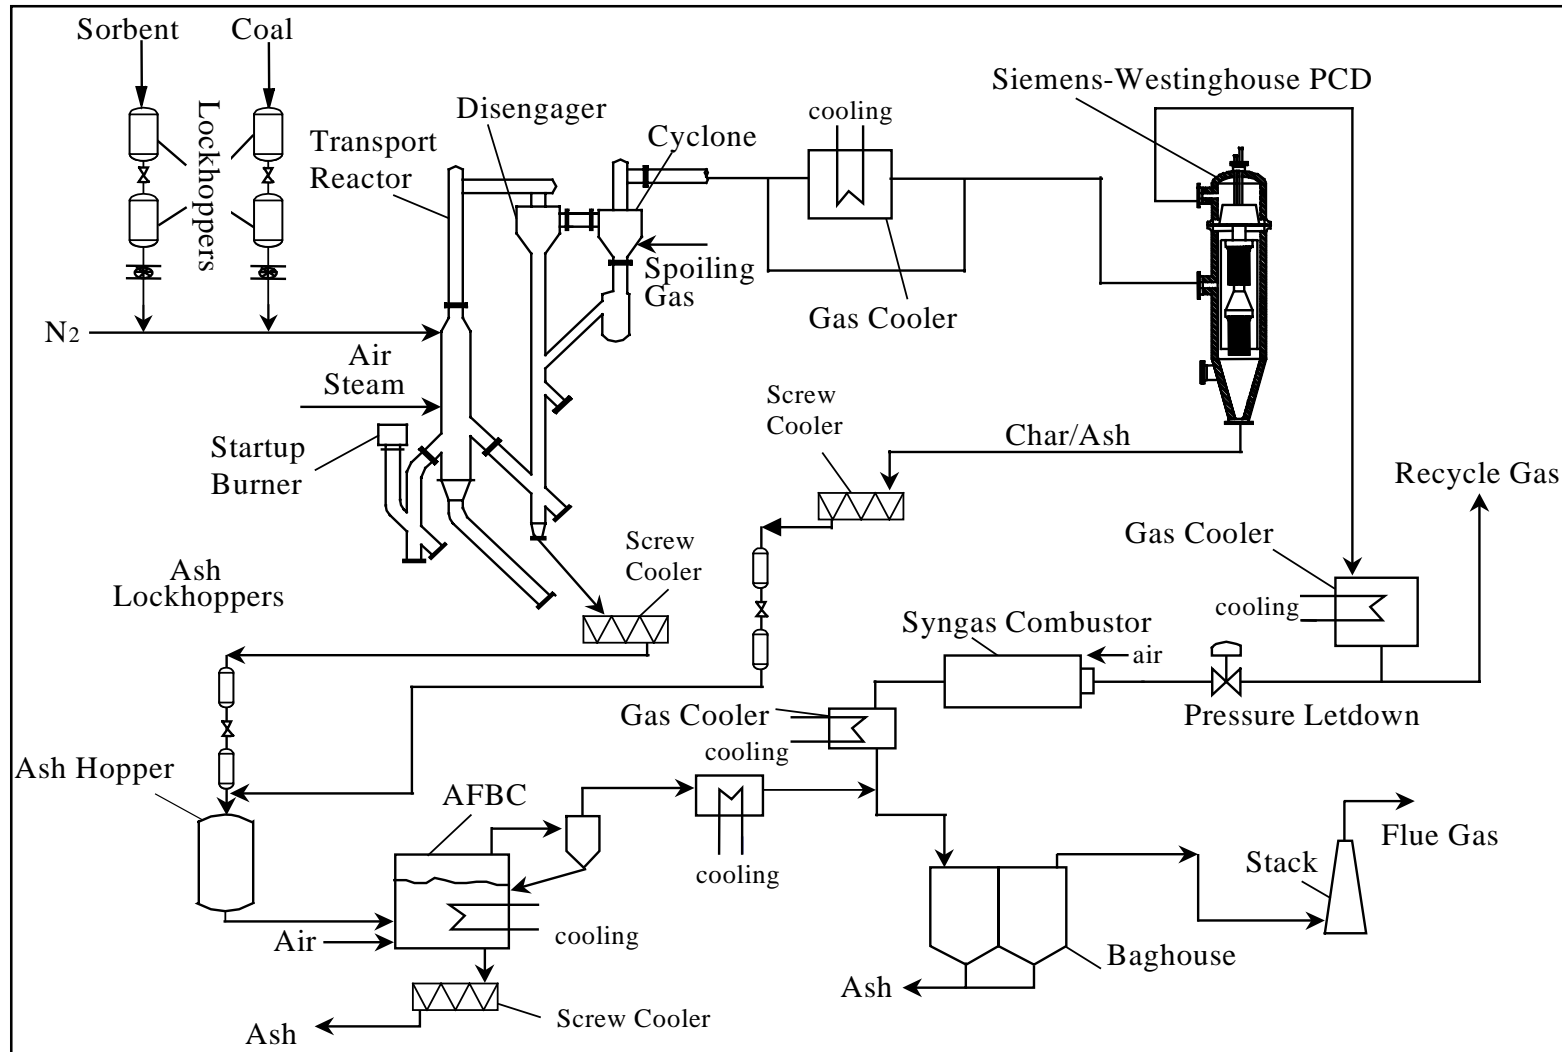 Sorbent
Coal
Lockhoppers
Disengager
Transport
Reactor
Cyclone
cooling
Siemens-Westinghouse PCD
Spoiling
Gas
Gas Cooler
N2
Air
Steam
Startup
Burner
Screw
Cooler
Char/Ash
Recycle Gas
Gas Cooler
cooling
Ash
Lockhoppers
Screw
Cooler
Syngas Combustor
air
Pressure Letdown
Gas Cooler
cooling
Ash Hopper
AFBC
cooling
Flue Gas
Stack
Air
cooling
Baghouse
Ash
Screw Cooler
Ash